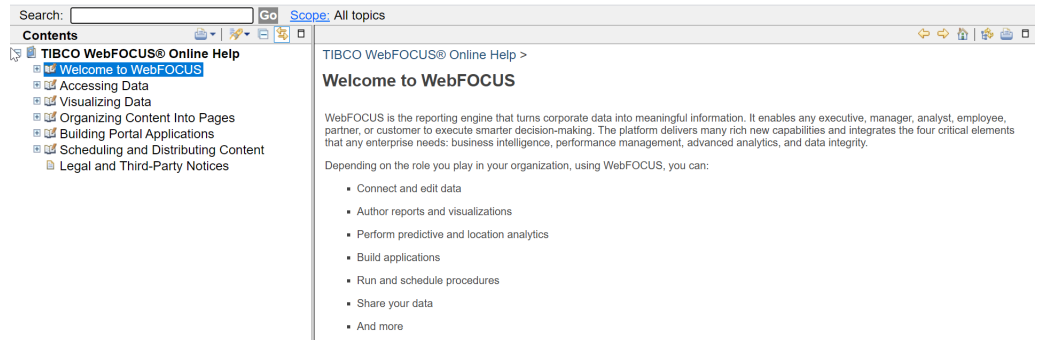 Search: Go Scope: All topics
Contents
TIBCO WebFOCUS® Online Help
Welcome to WebFOCUS
Accessing Data
Visualizing Data
Organizing Content Into Pages
Building Portal Applications
Scheduling and Distributing Content
Legal and Third-Party Notices
TIBCO WebFOCUS® Online Help >
Welcome to WebFOCUS
WebFOCUS is the reporting engine that turns corporate data into meaningful information. It enables any executive, manager, analyst, employee,
partner, or customer to execute smarter decision-making. The platform delivers many rich new capabilities and integrates the four critical elements
that any enterprise needs: business intelligence, performance management, advanced analytics, and data integrity.
Depending on the role you play in your organization, using WebFOCUS, you can:
▪ Connect and edit data
▪ Author reports and visualizations
▪ Perform predictive and location analytics
▪ Build applications
▪ Run and schedule procedures
▪ Share your data
▪ And more